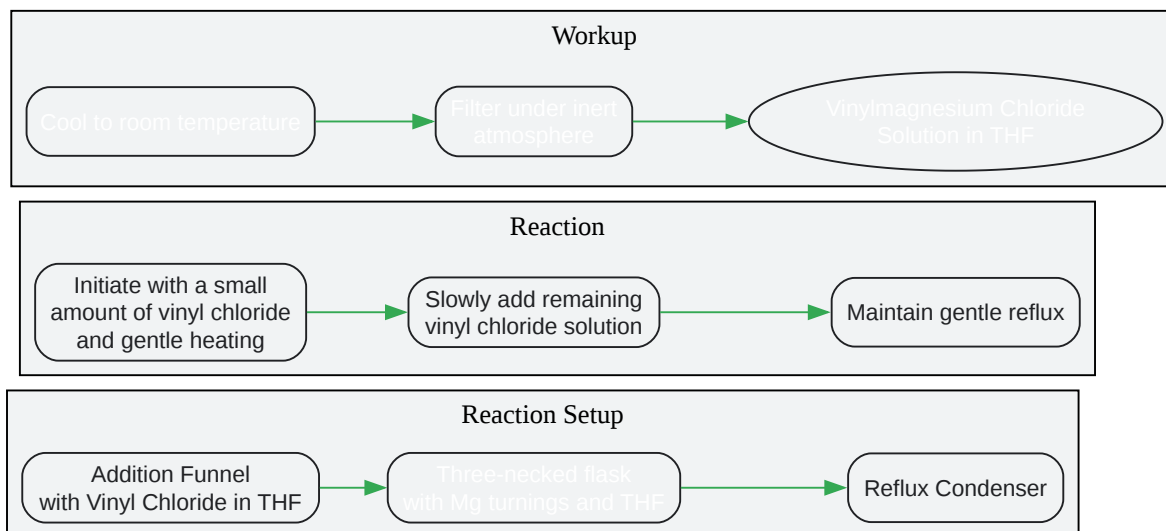 Workup
Cool to room temperature
Filter under inert
atmosphere
Vinylmagnesium Chloride
Solution in THF
Reaction
Initiate with a small
amount of vinyl chloride
and gentle heating
Slowly add remaining
vinyl chloride solution
Maintain gentle reflux
Reaction Setup
Addition Funnel
with Vinyl Chloride in THF
Three-necked flask
with Mg turnings and THF
Reflux Condenser